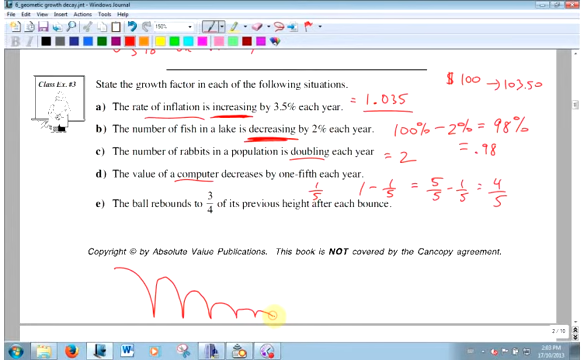 6_geometic growth decay.jnt - Windows Journal
File Edit View Insert Actions Tools Help
150%
Class Ex. #3
State the growth factor in each of the following situations.
$100 → 103.50
a) The rate of inflation is increasing by 3.5% each year. = 1.035
b) The number of fish in a lake is decreasing by 2% each year. 100% - 2% = 98%
= .98
c) The number of rabbits in a population is doubling each year = 2
d) The value of a computer decreases by one-fifth each year.
1/5 1 - 1/5 = 5/5 - 1/5 = 4/5
e) The ball rebounds to 3/4 of its previous height after each bounce.
Copyright © by Absolute Value Publications. This book is NOT covered by the Cancopy agreement.
2 / 10
2:03 PM
17/10/2013